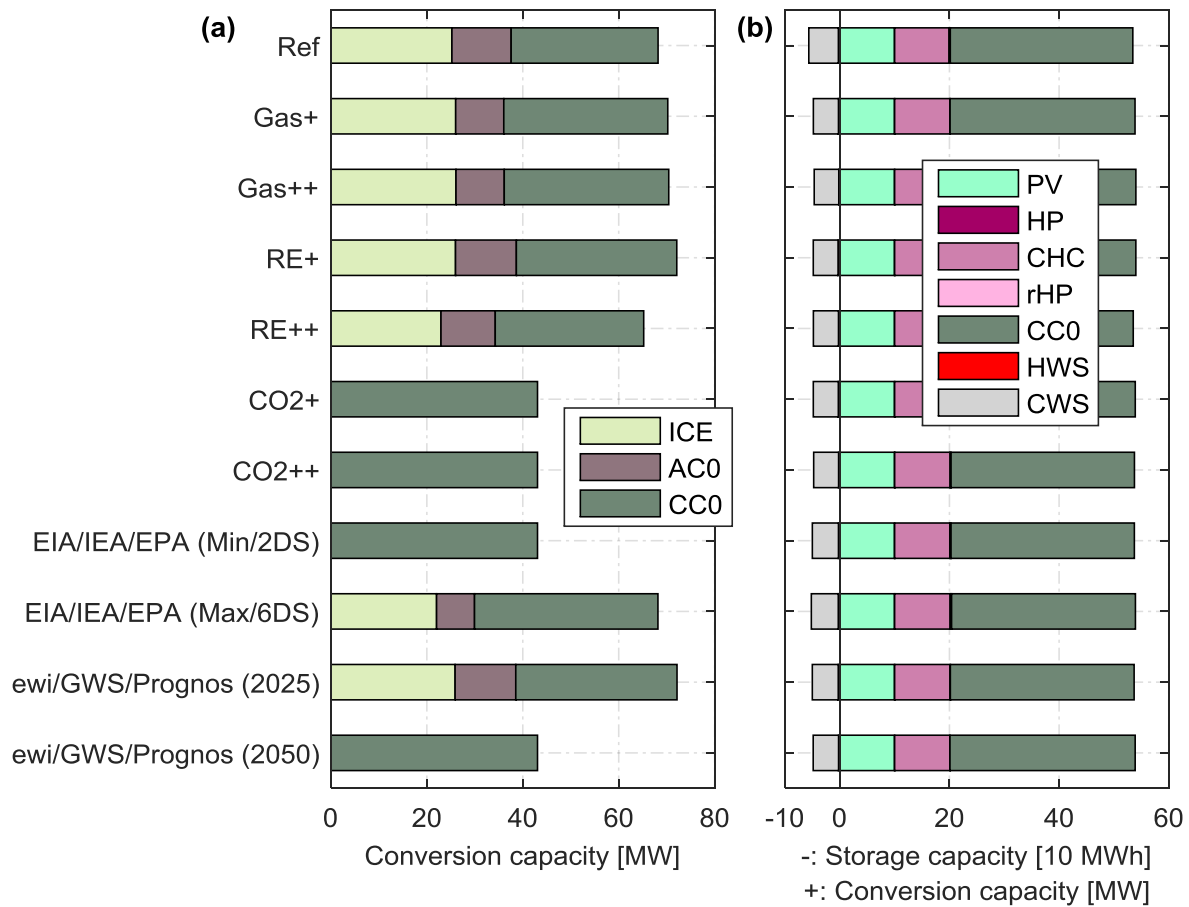 (a)
Ref
Gas+
Gas++
RE+
RE++
CO2+
CO2++
EIA/IEA/EPA (Min/2DS)
EIA/IEA/EPA (Max/6DS)
ewi/GWS/Prognos (2025)
ewi/GWS/Prognos (2050)
ICE
AC0
CC0
0 20 40 60 80
Conversion capacity [MW]
(b)
PV
HP
CHC
rHP
CC0
HWS
CWS
-10 0 20 40 60
-: Storage capacity [10 MWh]
+: Conversion capacity [MW]